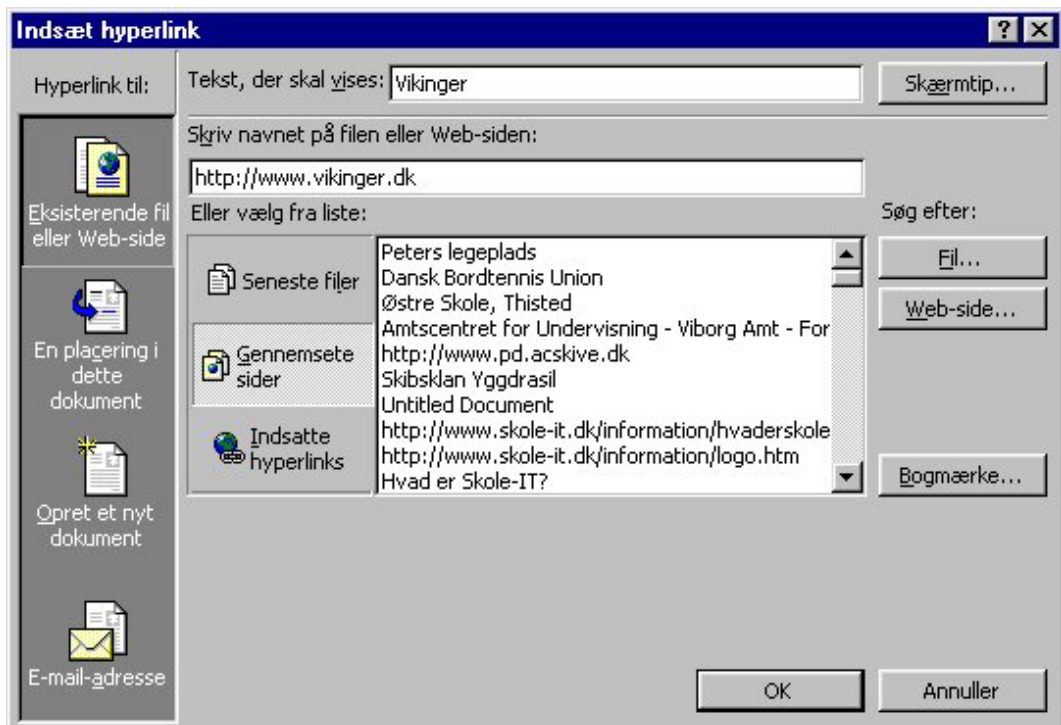 Indsæt hyperlink
Hyperlink til:
Tekst, der skal vises: Vikinger
Skærmtip...
Skriv navnet på filen eller Web-siden:
http://www.vikinger.dk
Eksisterende fil
eller Web-side
En placering i
dette
dokument
Opret et nyt
dokument
E-mail-adresse
Eller vælg fra liste:
Seneste filer
Gennemsete
sider
Indsatte
hyperlinks
Peters legeplads
Dansk Bordtennis Union
Østre Skole, Thisted
Amtscentret for Undervisning - Viborg Amt - For
http://www.pd.acskive.dk
Skibsklan Yggdrasil
Untitled Document
http://www.skole-it.dk/information/hvaderskole
http://www.skole-it.dk/information/logo.htm
Hvad er Skole-IT?
Søg efter:
Fil...
Web-side...
Bogmærke...
OK
Annuller